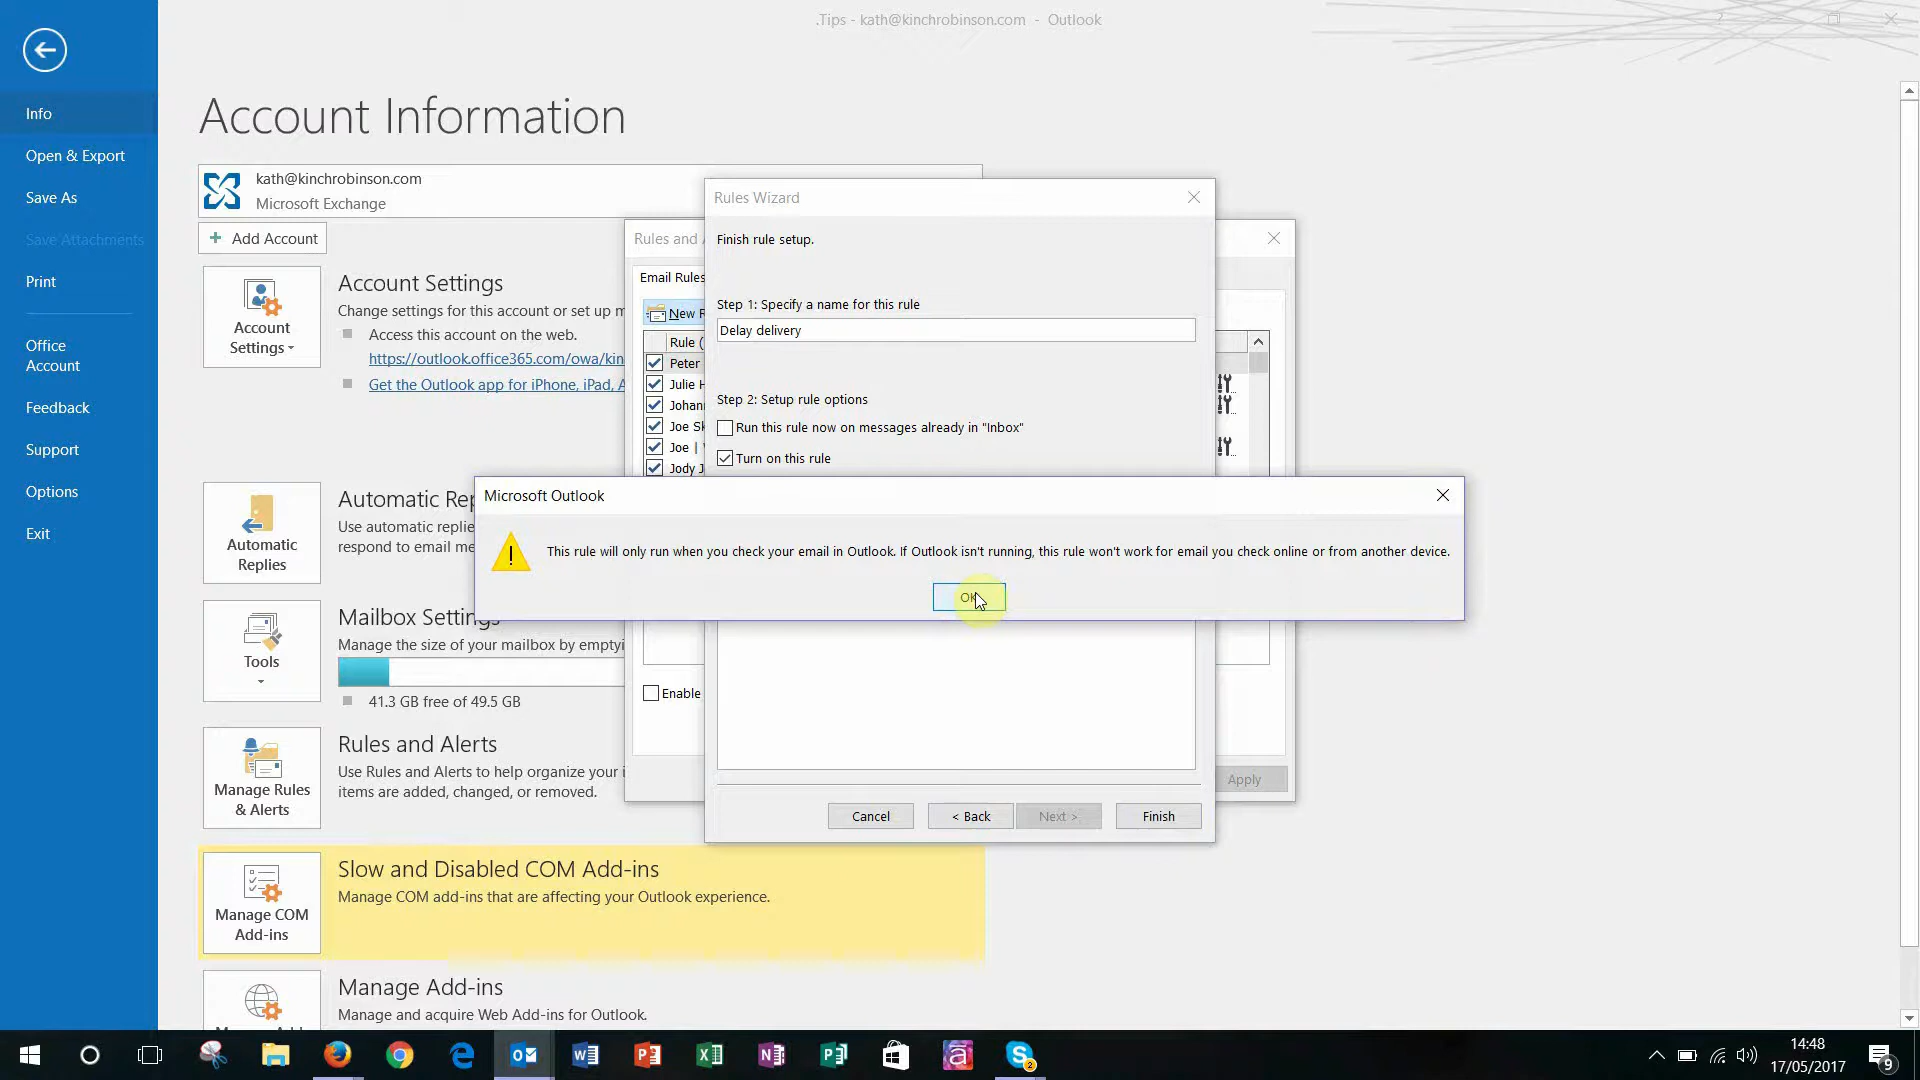 .Tips - kath@kinchrobinson.com - Outlook
Info
Open & Export
Save As
Save Attachments
Print
Office
Account
Feedback
Support
Options
Exit
Account Information
kath@kinchrobinson.com
Microsoft Exchange
Add Account
Account
Settings
Account Settings
Change settings for this account or set up m
Access this account on the web.
https://outlook.office365.com/owa/kin
Get the Outlook app for iPhone, iPad, A
Automatic
Replies
Automatic Rep
Use automatic replie
respond to email me
Tools
Mailbox Settings
Manage the size of your mailbox by emptyi
41.3 GB free of 49.5 GB
Manage Rules
& Alerts
Rules and Alerts
Use Rules and Alerts to help organize your i
items are added, changed, or removed.
Manage COM
Add-ins
Slow and Disabled COM Add-ins
Manage COM add-ins that are affecting your Outlook experience.
Manage Add-ins
Manage and acquire Web Add-ins for Outlook.
Rules and
Email Rules
New R
Rule (
Peter
Julie H
Johann
Joe Sk
Joe |
Jody J
Enable
Apply
Rules Wizard
Finish rule setup.
Step 1: Specify a name for this rule
Delay delivery
Step 2: Setup rule options
Run this rule now on messages already in "Inbox"
Turn on this rule
Cancel
< Back
Next >
Finish
Microsoft Outlook
This rule will only run when you check your email in Outlook. If Outlook isn't running, this rule won't work for email you check online or from another device.
OK
14:48
17/05/2017
9
2